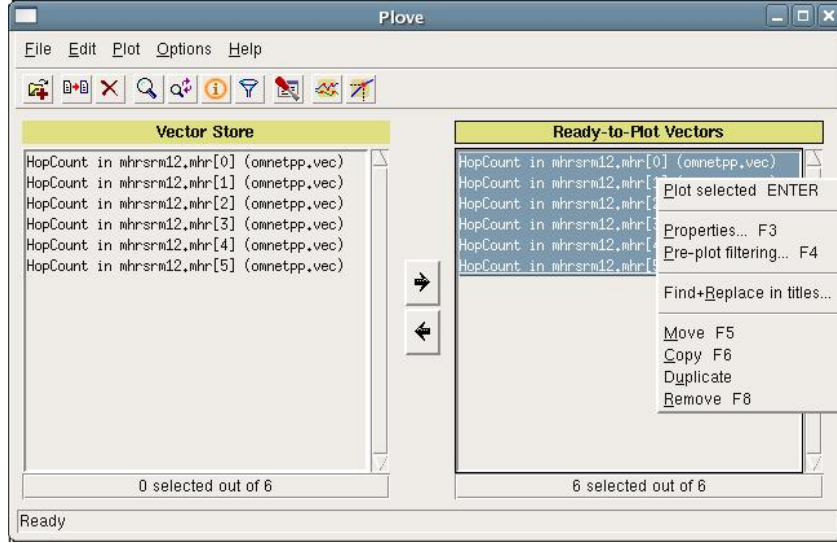 Plove
File Edit Plot Options Help
Vector Store
HopCount in mhrsrm12.mhr[0] (omnetpp.vec)
HopCount in mhrsrm12.mhr[1] (omnetpp.vec)
HopCount in mhrsrm12.mhr[2] (omnetpp.vec)
HopCount in mhrsrm12.mhr[3] (omnetpp.vec)
HopCount in mhrsrm12.mhr[4] (omnetpp.vec)
HopCount in mhrsrm12.mhr[5] (omnetpp.vec)
0 selected out of 6
Ready-to-Plot Vectors
HopCount in mhrsrm12.mhr[0] (omnetpp.vec)
HopCount in mhrsrm12.mhr[
HopCount in mhrsrm12.mhr[2
HopCount in mhrsrm12.mhr[3
HopCount in mhrsrm12.mhr[4
HopCount in mhrsrm12.mhr[5
6 selected out of 6
Plot selected ENTER
Properties... F3
Pre-plot filtering... F4
Find+Replace in titles...
Move F5
Copy F6
Duplicate
Remove F8
Ready